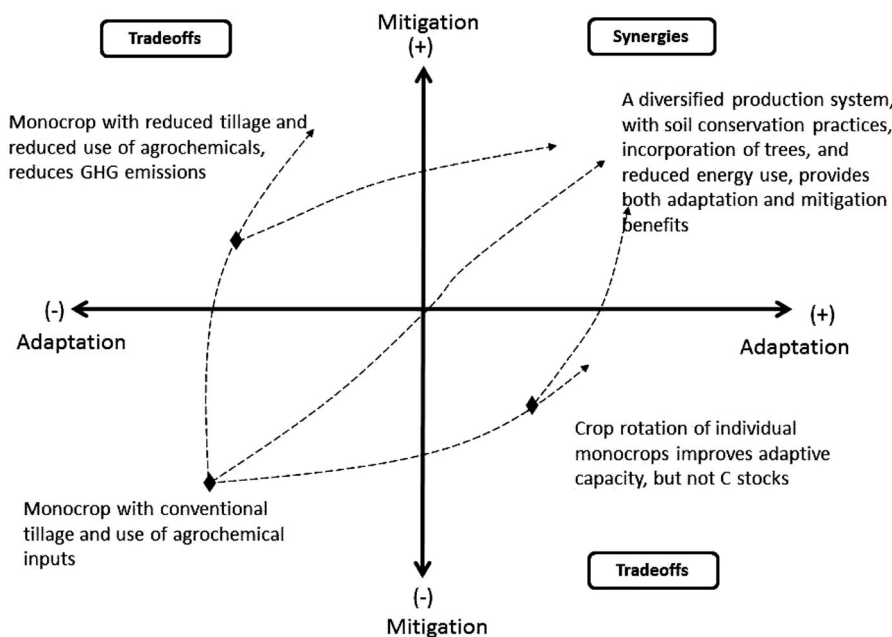 Tradeoffs
Mitigation
(+)
Synergies
Monocrop with reduced tillage and
reduced use of agrochemicals,
reduces GHG emissions
A diversified production system,
with soil conservation practices,
incorporation of trees, and
reduced energy use, provides
both adaptation and mitigation
benefits
(-)
Adaptation
(+)
Adaptation
Crop rotation of individual
monocrops improves adaptive
capacity, but not C stocks
Monocrop with conventional
tillage and use of agrochemical
inputs
Tradeoffs
(-)
Mitigation